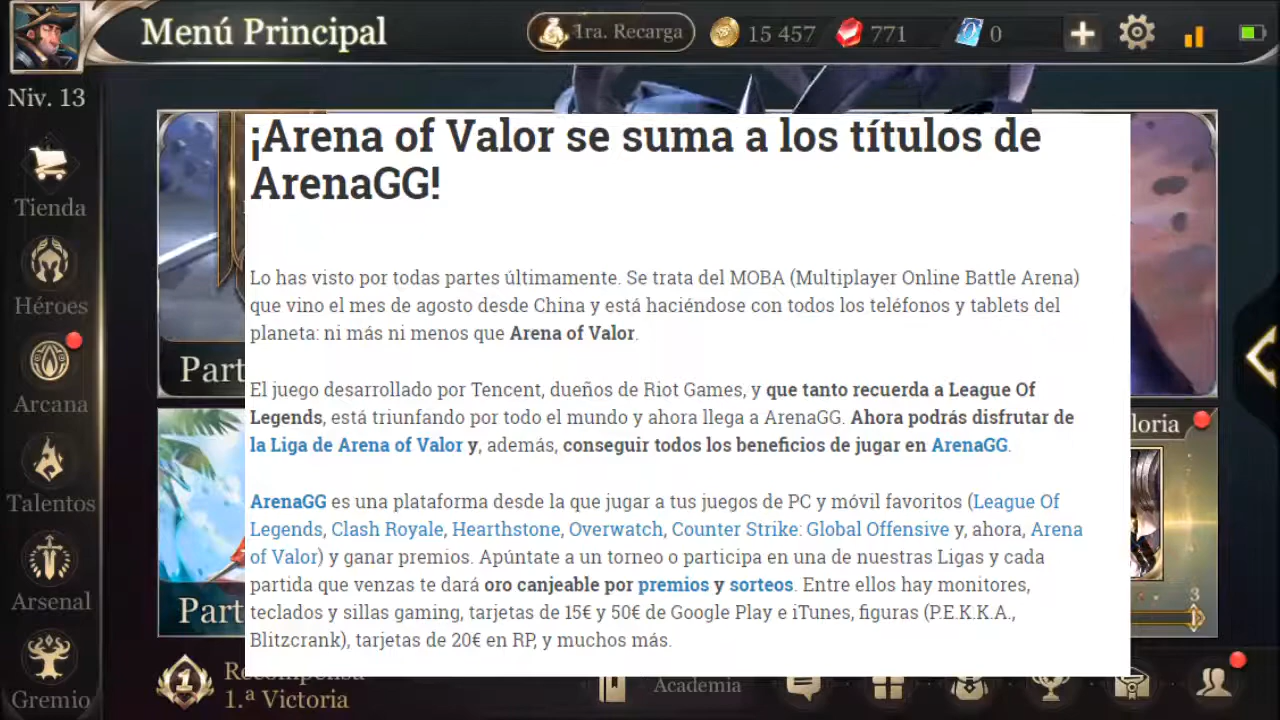 Menú Principal
1ra. Recarga
15 457
771
0
Niv. 13
Tienda
Héroes
Arcana
Talentos
Arsenal
Gremio
¡Arena of Valor se suma a los títulos de
ArenaGG!
Lo has visto por todas partes últimamente. Se trata del MOBA (Multiplayer Online Battle Arena)
que vino el mes de agosto desde China y está haciéndose con todos los teléfonos y tablets del
planeta: ni más ni menos que Arena of Valor.
El juego desarrollado por Tencent, dueños de Riot Games, y que tanto recuerda a League Of
Legends, está triunfando por todo el mundo y ahora llega a ArenaGG. Ahora podrás disfrutar de
la Liga de Arena of Valor y, además, conseguir todos los beneficios de jugar en ArenaGG.
ArenaGG es una plataforma desde la que jugar a tus juegos de PC y móvil favoritos (League Of
Legends, Clash Royale, Hearthstone, Overwatch, Counter Strike: Global Offensive y, ahora, Arena
of Valor) y ganar premios. Apúntate a un torneo o participa en una de nuestras Ligas y cada
partida que venzas te dará oro canjeable por premios y sorteos. Entre ellos hay monitores,
teclados y sillas gaming, tarjetas de 15€ y 50€ de Google Play e iTunes, figuras (P.E.K.K.A.,
Blitzcrank), tarjetas de 20€ en RP, y muchos más.
Part
loria
Part
3
1
Recompensa
1.ª Victoria
Academia